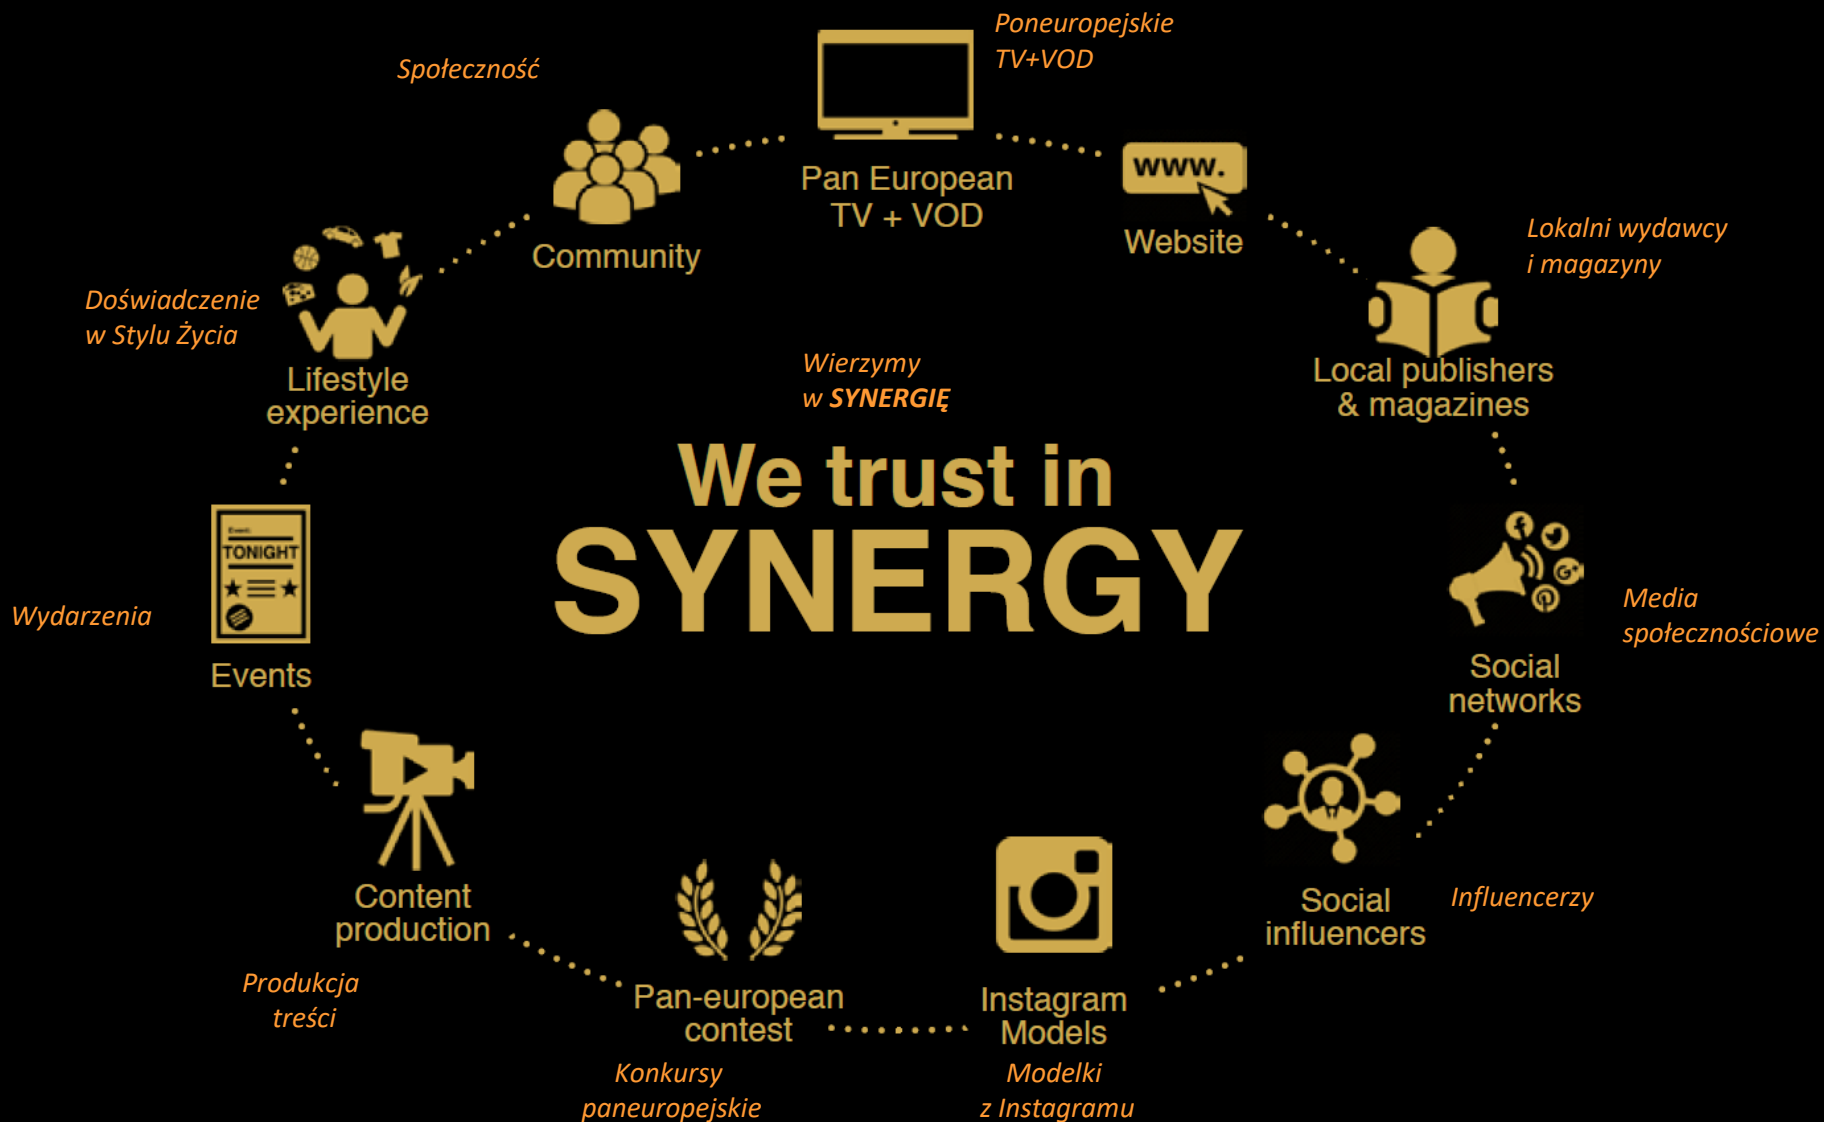 Społeczność
Poneuropejskie
TV+VOD
Pan European
TV + VOD
www.
Website
Community
Lokalni wydawcy
i magazyny
Local publishers
& magazines
Doświadczenie
w Stylu Życia
Lifestyle
experience
Wierzymy
w SYNERGIĘ
We trust in
SYNERGY
Event:
TONIGHT
Wydarzenia
Events
Media
społecznościowe
Social
networks
Content
production
Produkcja
treści
Social
influencers
Influencerzy
Pan-european
contest
Konkursy
paneuropejskie
Instagram
Models
Modelki
z Instagramu